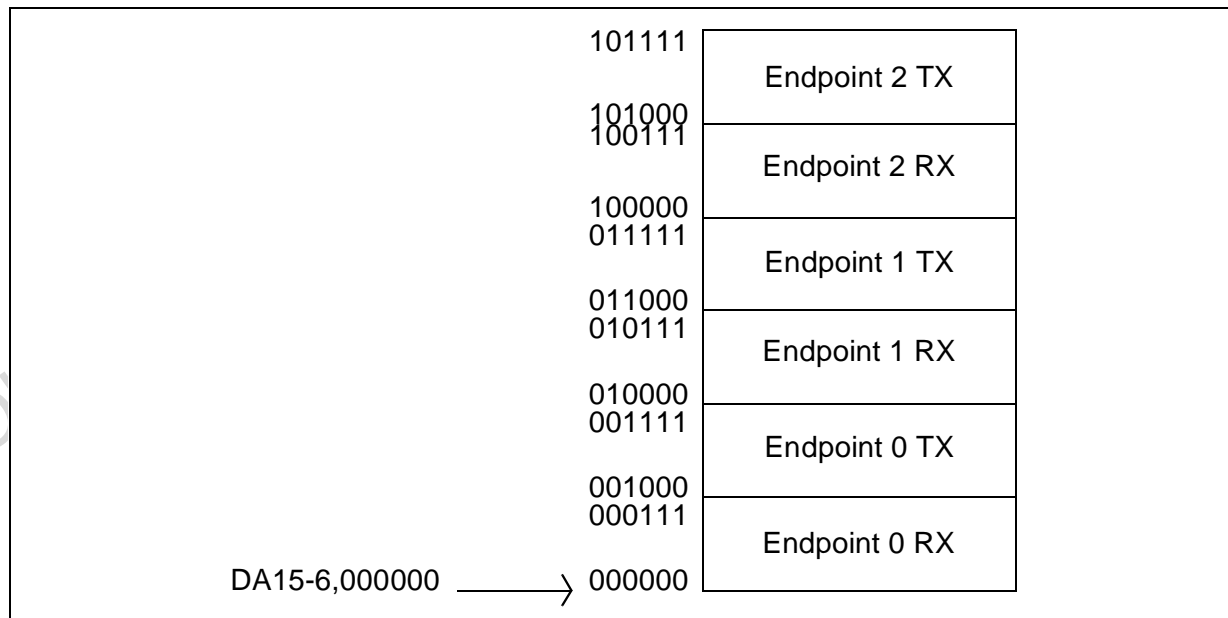 101111
Endpoint 2 TX
101000
100111
Endpoint 2 RX
100000
011111
Endpoint 1 TX
011000
010111
Endpoint 1 RX
010000
001111
Endpoint 0 TX
001000
000111
Endpoint 0 RX
DA15-6,000000
000000